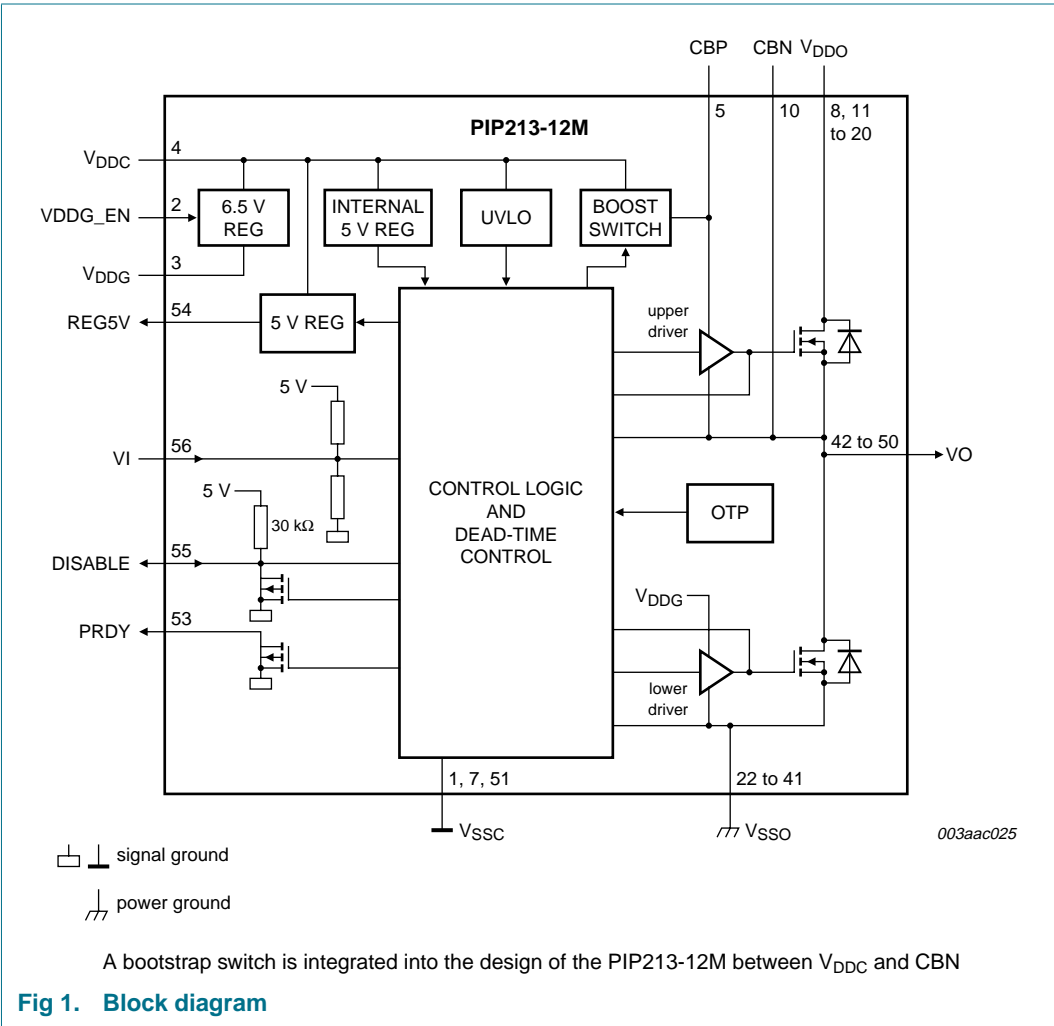 CBP CBN VDDO
5 10 8, 11
to 20
PIP213-12M
VDDC 4
VDDG_EN 2
6.5 V
REG
INTERNAL
5 V REG
UVLO
BOOST
SWITCH
VDDG 3
REG5V 54
5 V REG
upper
driver
5 V
VI 56
42 to 50 VO
CONTROL LOGIC
AND
DEAD-TIME
CONTROL
OTP
5 V
30 kΩ
DISABLE 55
VDDG
PRDY 53
lower
driver
1, 7, 51
22 to 41
VSSC
VSSO
003aac025
signal ground
power ground
A bootstrap switch is integrated into the design of the PIP213-12M between VDDC and CBN
Fig 1. Block diagram